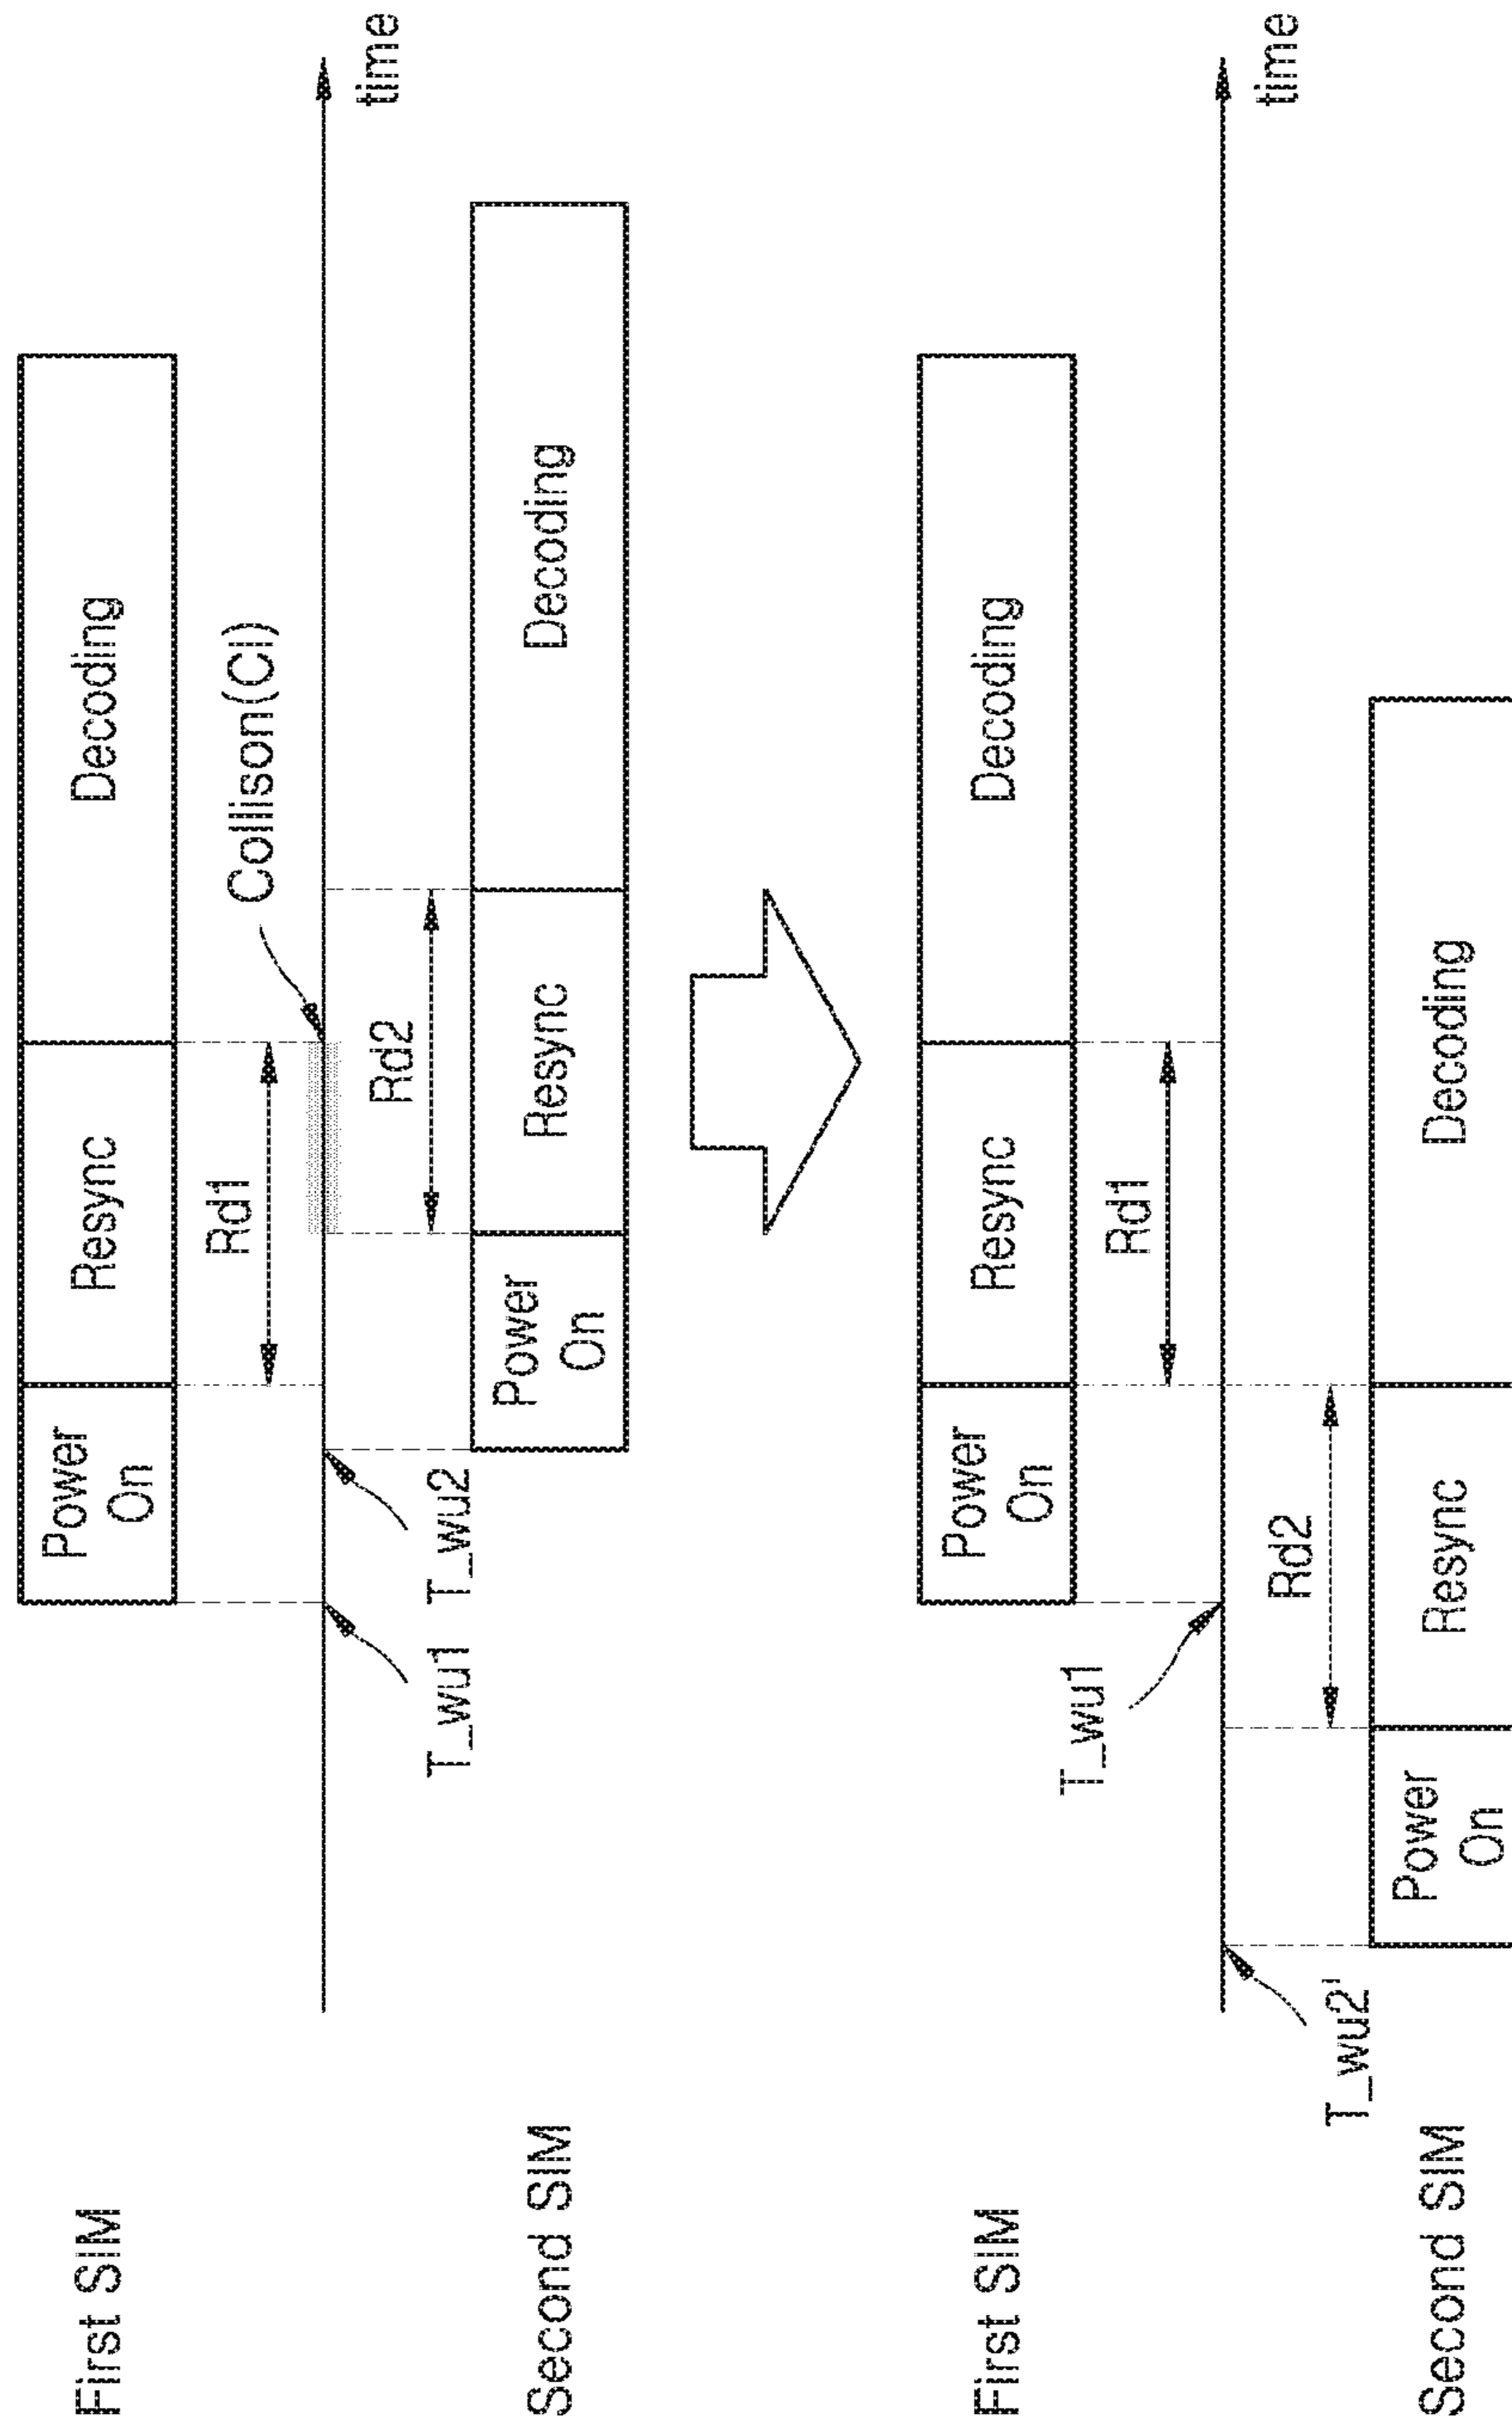 First SIM
Power
On
Resync
Decoding
Rd1
Collison(CI)
time
T_wu1
T_wu2
Rd2
Second SIM
Power
On
Resync
Decoding
First SIM
Power
On
Resync
Decoding
T_wu1
Rd1
time
T_wu2'
Rd2
Second SIM
Power
On
Resync
Decoding